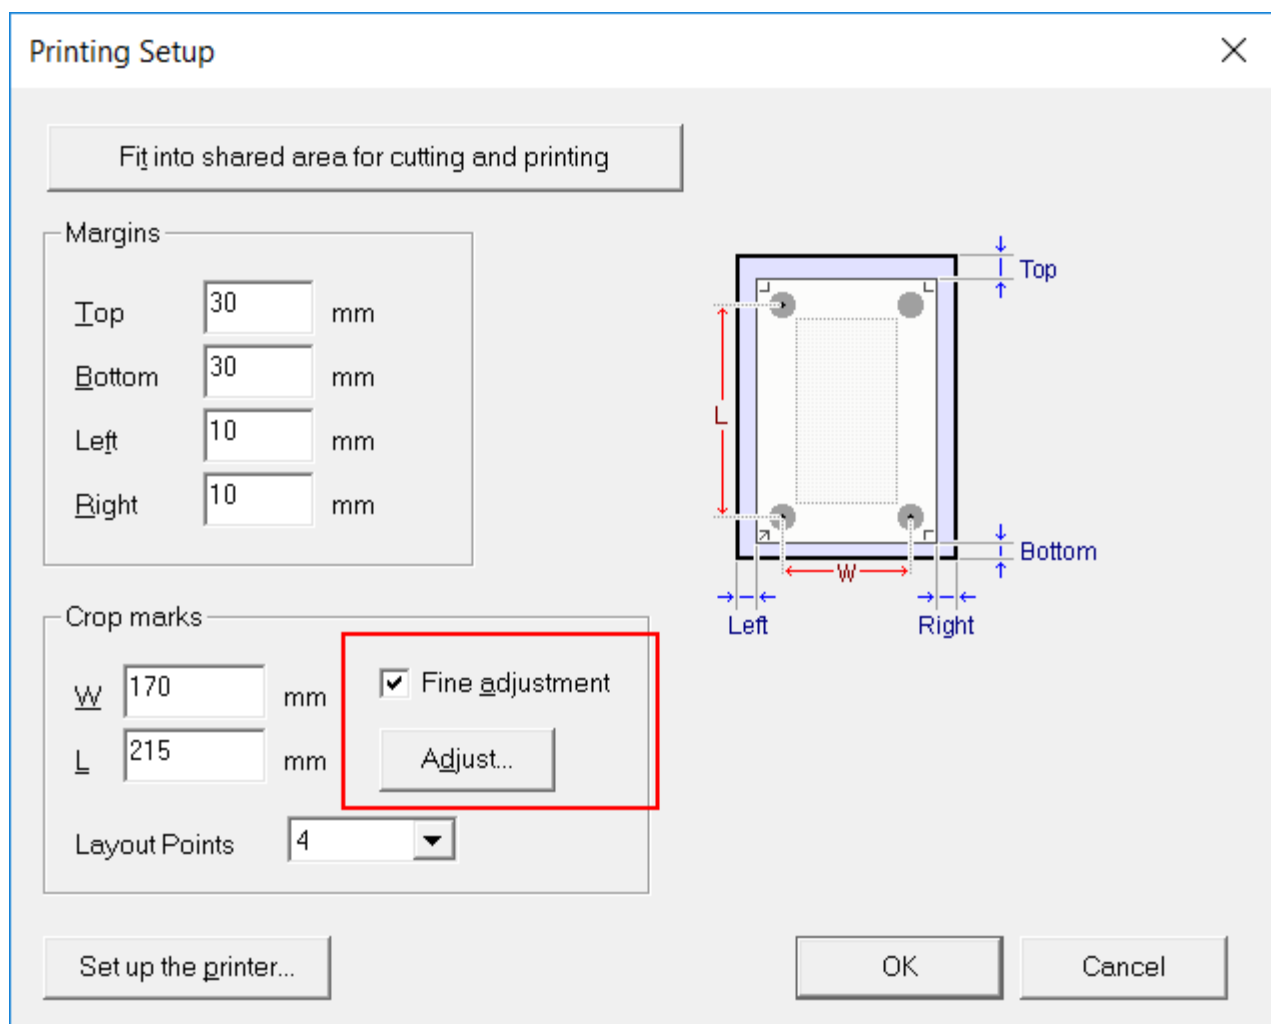 Printing Setup
Fit into shared area for cutting and printing
Margins
Top 30 mm
Bottom 30 mm
Left 10 mm
Right 10 mm
Top
L
W
Bottom
Left Right
Crop marks
W 170 mm
L 215 mm
Fine adjustment
Adjust...
Layout Points 4
Set up the printer...
OK
Cancel